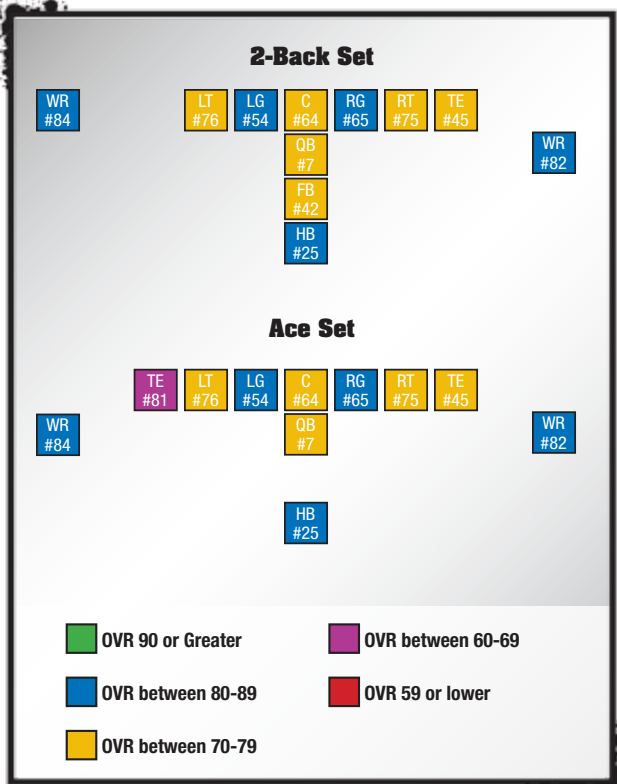 2-Back Set
WR LT LG C RG RT TE
#84 #76 #54 #64 #65 #75 #45
QB WR
#7 #82
FB
#42
HB
#25
Ace Set
TE LT LG C RG RT TE
#81 #76 #54 #64 #65 #75 #45
WR QB WR
#84 #7 #82
HB
#25
OVR 90 or Greater OVR between 60-69
OVR between 80-89 OVR 59 or lower
OVR between 70-79